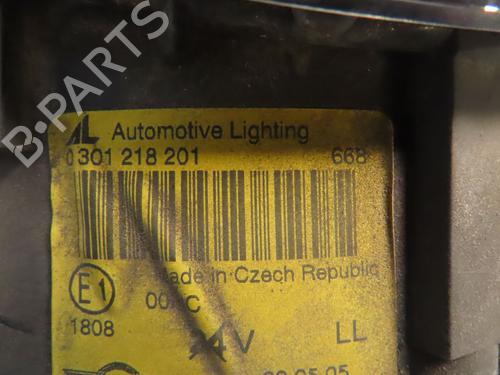 AL Automotive Lighting
0 301 218 201 668
Made in Czech Republic
E1
1808
LL
B-PARTS